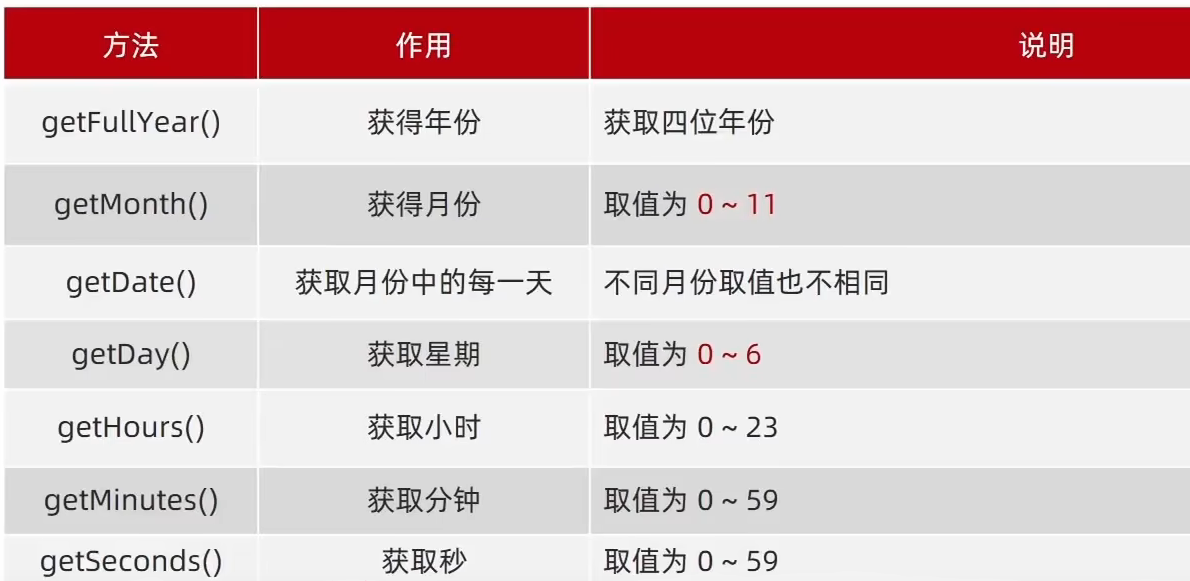 方法 作用 说明
getFullYear() 获得年份 获取四位年份
getMonth() 获得月份 取值为 0 ~ 11
getDate() 获取月份中的每一天 不同月份取值也不相同
getDay() 获取星期 取值为 0 ~ 6
getHours() 获取小时 取值为 0 ~ 23
getMinutes() 获取分钟 取值为 0 ~ 59
getSeconds() 获取秒 取值为 0 ~ 59